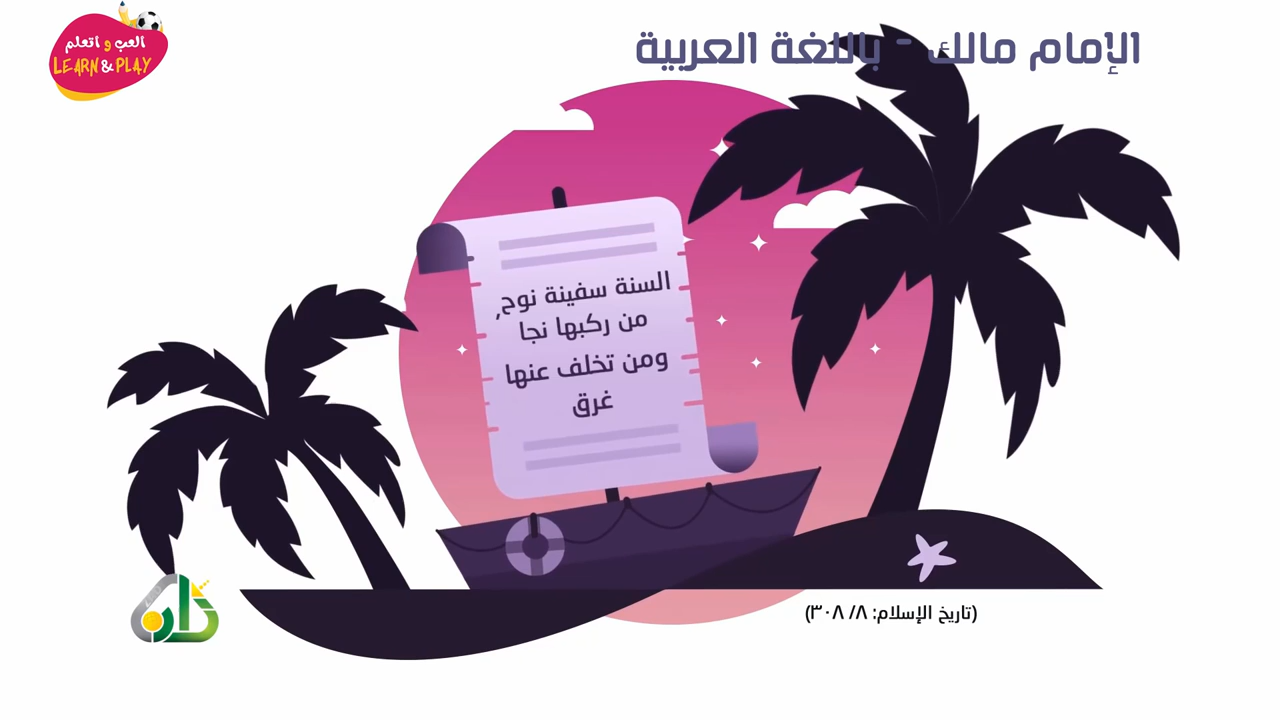 العب و اتعلم
LEARN & PLAY
الإمام مالك - باللغة العربية
السنة سفينة نوح,
من ركبها نجا
ومن تخلف عنها
غرق
(تاريخ الإسلام: ٨/ ٣٠٨)